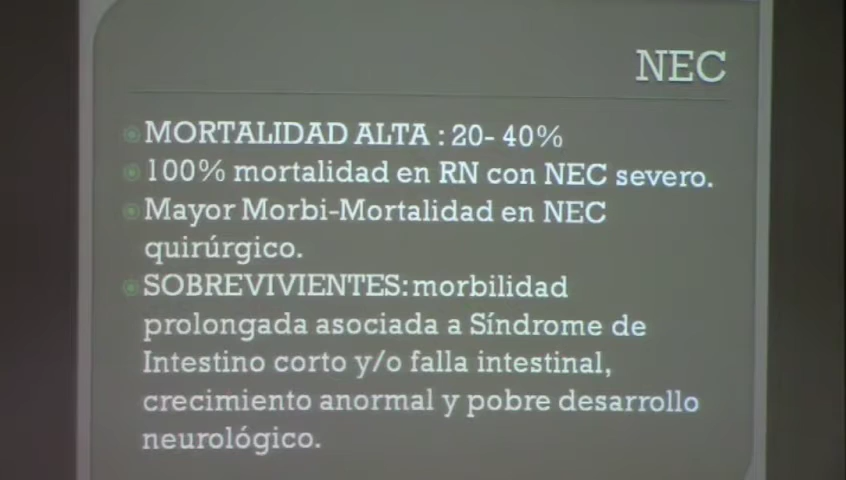 NEC
MORTALIDAD ALTA : 20- 40%
100% mortalidad en RN con NEC severo.
Mayor Morbi-Mortalidad en NEC
quirúrgico.
SOBREVIVIENTES: morbilidad
prolongada asociada a Síndrome de
Intestino corto y/o falla intestinal,
crecimiento anormal y pobre desarrollo
neurológico.